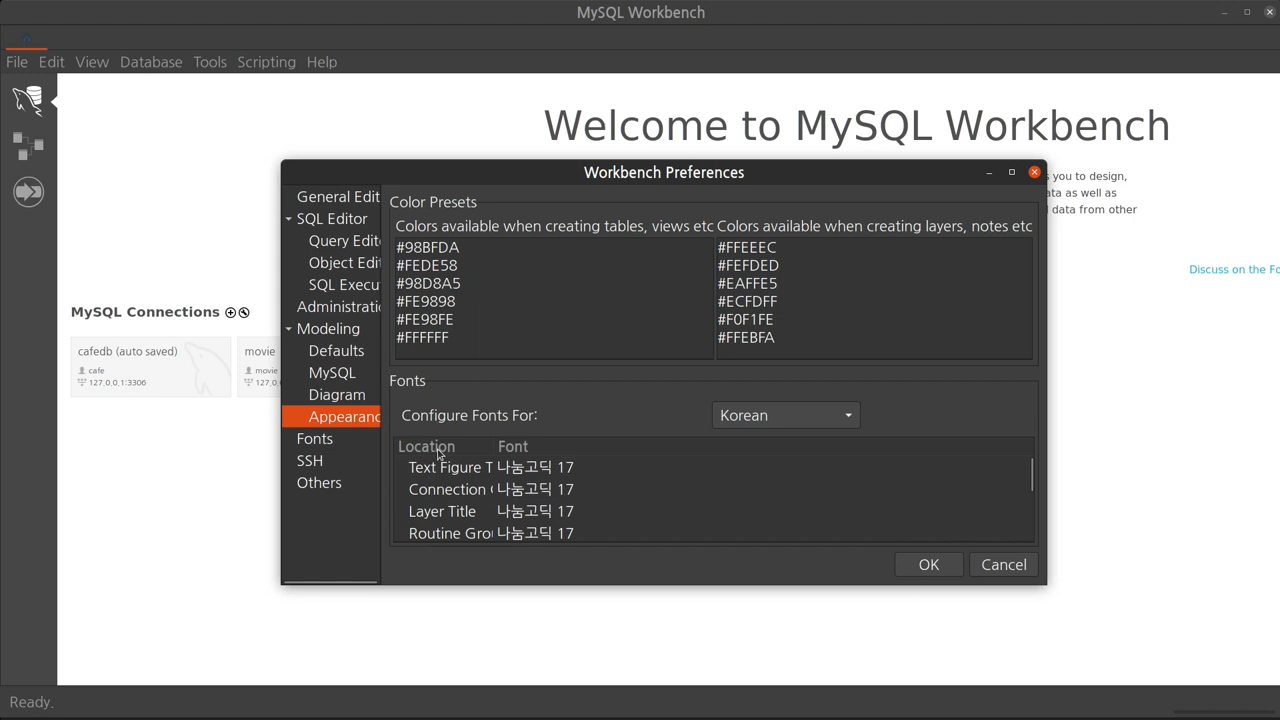 MySQL Workbench
File Edit View Database Tools Scripting Help
Welcome to MySQL Workbench
you to design,
data from other
Discuss on the Fo
MySQL Connections
cafedb (auto saved)
cafe
127.0.0.1:3306
movie
movie
127.0.
Workbench Preferences
General Edit
SQL Editor
Query Edit
Object Edi
SQL Execu
Administrati
Modeling
Defaults
MySQL
Diagram
Appearanc
Fonts
SSH
Others
Color Presets
Colors available when creating tables, views etc Colors available when creating layers, notes etc
#98BFDA #FFEEEC
#FEDE58 #FEFDED
#98D8A5 #EAFFE5
#FE9898 #ECFDFF
#FE98FE #F0F1FE
#FFFFFF #FFEBFA
Fonts
Configure Fonts For: Korean
Location Font
Text Figure T 나눔고딕 17
Connection 나눔고딕 17
Layer Title 나눔고딕 17
Routine Gro 나눔고딕 17
OK Cancel
Ready.